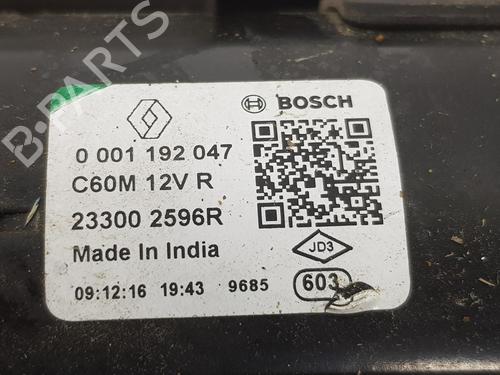 B-PARTS
BOSCH
0 001 192 047
C60M 12V R
23300 2596R
Made In India
JD3
09:12:16 19:43 9685 603